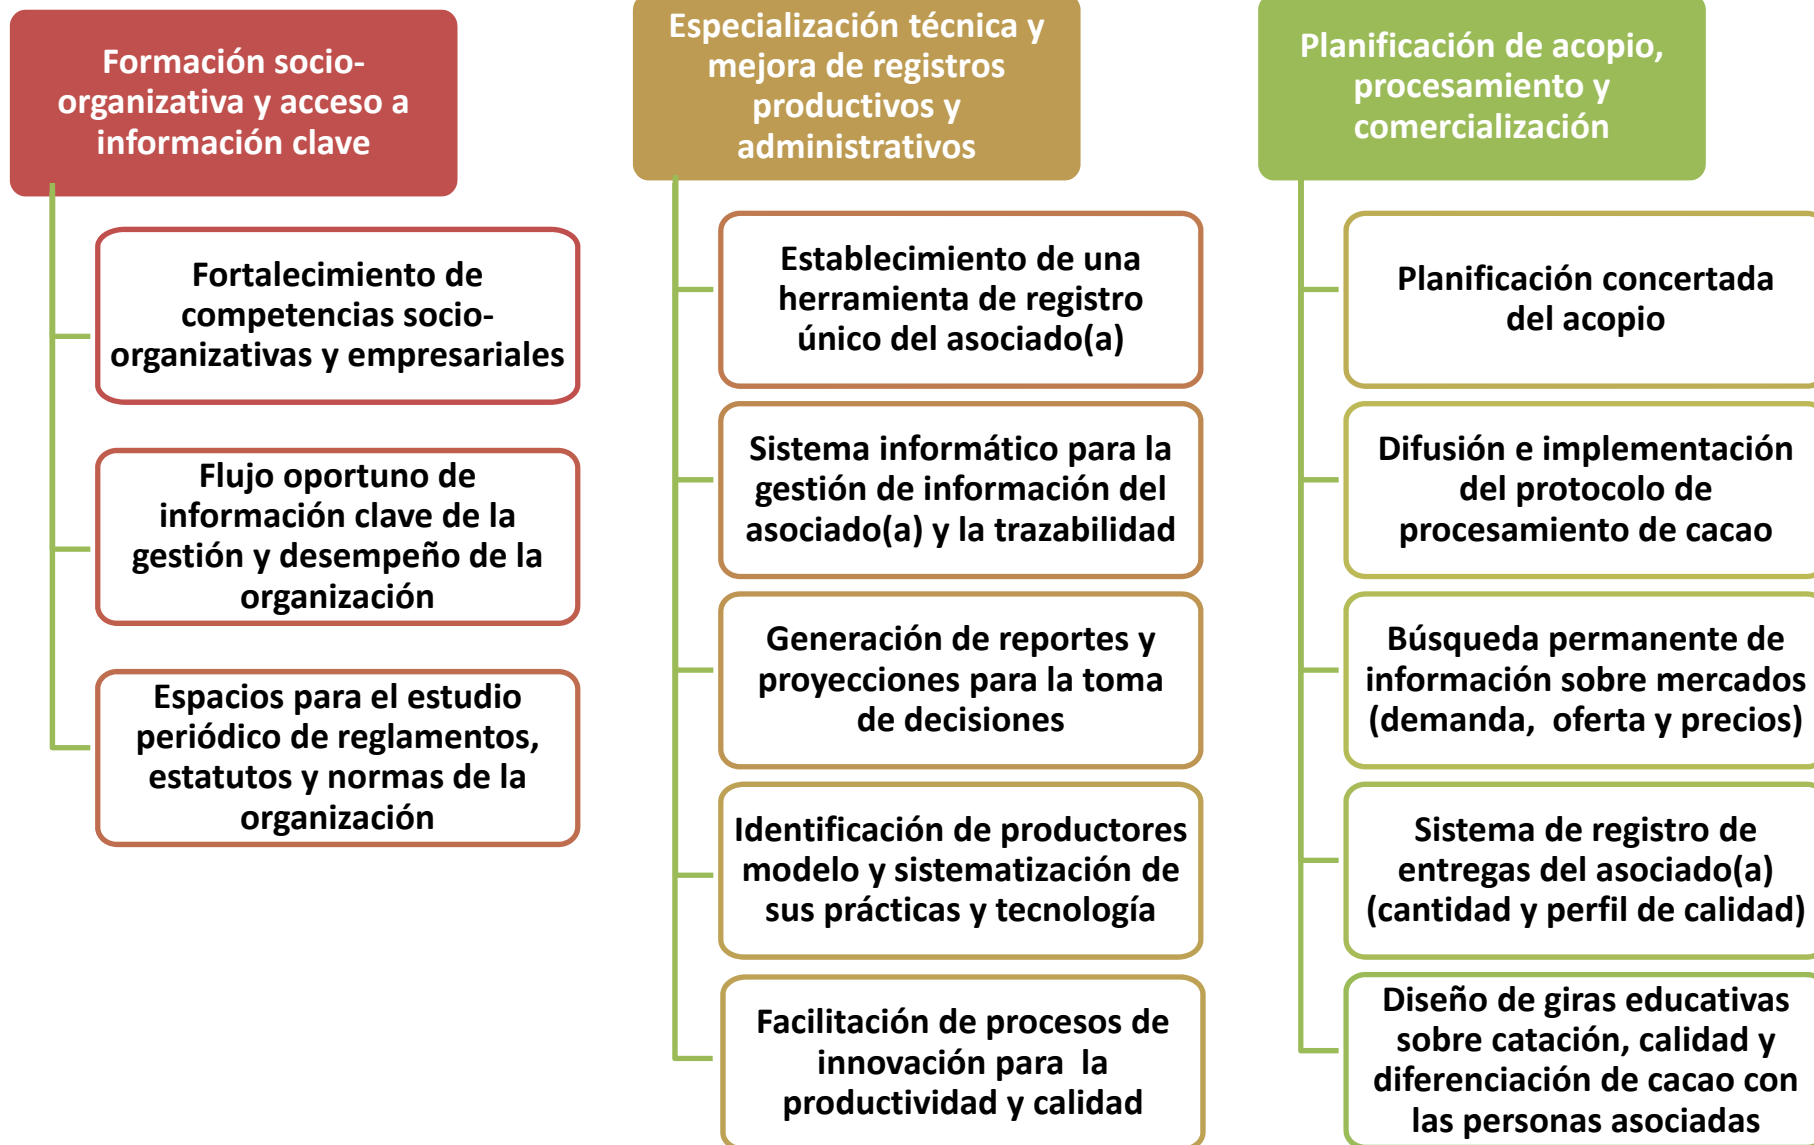 Formación socio-
organizativa y acceso a
información clave
Fortalecimiento de
competencias socio-
organizativas y empresariales
Flujo oportuno de
información clave de la
gestión y desempeño de la
organización
Espacios para el estudio
periódico de reglamentos,
estatutos y normas de la
organización
Especialización técnica y
mejora de registros
productivos y
administrativos
Establecimiento de una
herramienta de registro
único del asociado(a)
Sistema informático para la
gestión de información del
asociado(a) y la trazabilidad
Generación de reportes y
proyecciones para la toma
de decisiones
Identificación de productores
modelo y sistematización de
sus prácticas y tecnología
Facilitación de procesos de
innovación para  la
productividad y calidad
Planificación de acopio,
procesamiento y
comercialización
Planificación concertada
del acopio
Difusión e implementación
del protocolo de
procesamiento de cacao
Búsqueda permanente de
información sobre mercados
(demanda,  oferta y precios)
Sistema de registro de
entregas del asociado(a)
(cantidad y perfil de calidad)
Diseño de giras educativas
sobre catación, calidad y
diferenciación de cacao con
las personas asociadas